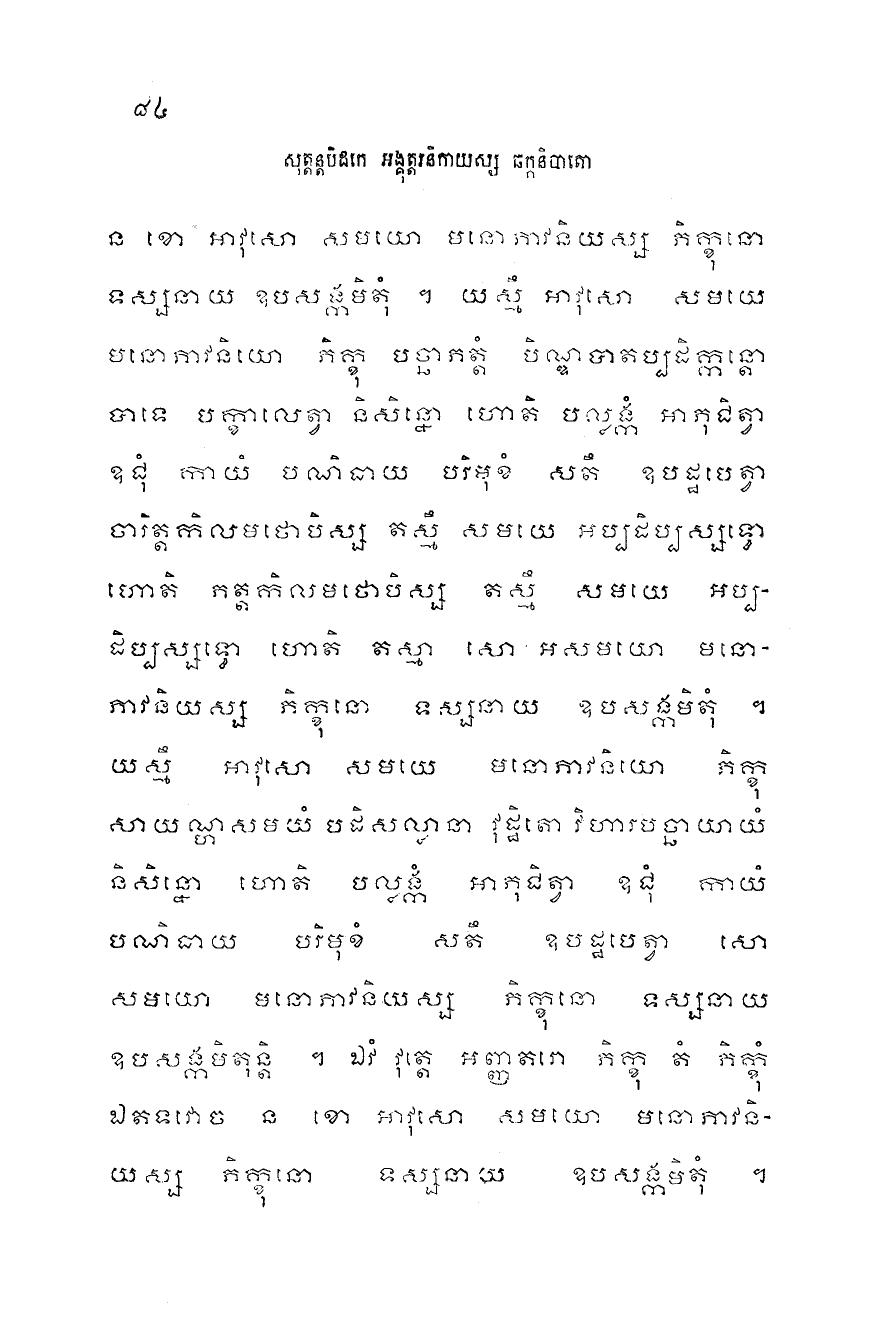 ៨៤
សុត្តន្តបិដកេ អង្គុត្តរនិកាយស្ស ឆក្កនិបាតោ
ន ខោ អាវុសោ សមយោ មនោភាវនិយស្ស ភិក្ខុនោ
ទស្សនាយ ឧបសង្កមិតុំ ។ យស្មឹ អាវុសោ សមយេ
មនោភាវនិយោ ភិក្ខុ បច្ឆាភត្តំ បិណ្ឌបាតប្បដិក្កន្តោ
បាទេ បក្ខាលេត្វា និសិន្នោ ហោតិ បល្លង្កំ អាភុជិត្វា
ឧជុំ កាយំ បណិធាយ បរិមុខំ សតឹ ឧបដ្ឋបេត្វា
ចារិត្តកិលមថោបិស្ស តស្មឹ សមយេ អប្បដិប្បស្សទ្ធោ
ហោតិ ភត្តកិលមថោបិស្ស តស្មឹ សមយេ អប្ប-
ដិប្បស្សទ្ធោ ហោតិ តស្មា សោ អសមយោ មនោ-
ភាវនិយស្ស ភិក្ខុនោ ទស្សនាយ ឧបសង្កមិតុំ ។
យស្មឹ អាវុសោ សមយេ មនោភាវនិយោ ភិក្ខុ
សាយណ្ហសមយំ បដិសល្លានា វុដ្ឋិតោ វិហារបច្ឆាយាយំ
និសិន្នោ ហោតិ បល្លង្កំ អាភុជិត្វា ឧជុំ កាយំ
បណិធាយ បរិមុខំ សតឹ ឧបដ្ឋបេត្វា សោ
សមយោ មនោភាវនិយស្ស ភិក្ខុនោ ទស្សនាយ
ឧបសង្កមិតុន្តិ ។ ឯវំ វុត្តេ អញ្ញតរោ ភិក្ខុ តំ ភិក្ខុំ
ឯតទវោច ន ខោ អាវុសោ សមយោ មនោភាវនិ-
យស្ស ភិក្ខុនោ ទស្សនាយ ឧបសង្កមិតុំ ។